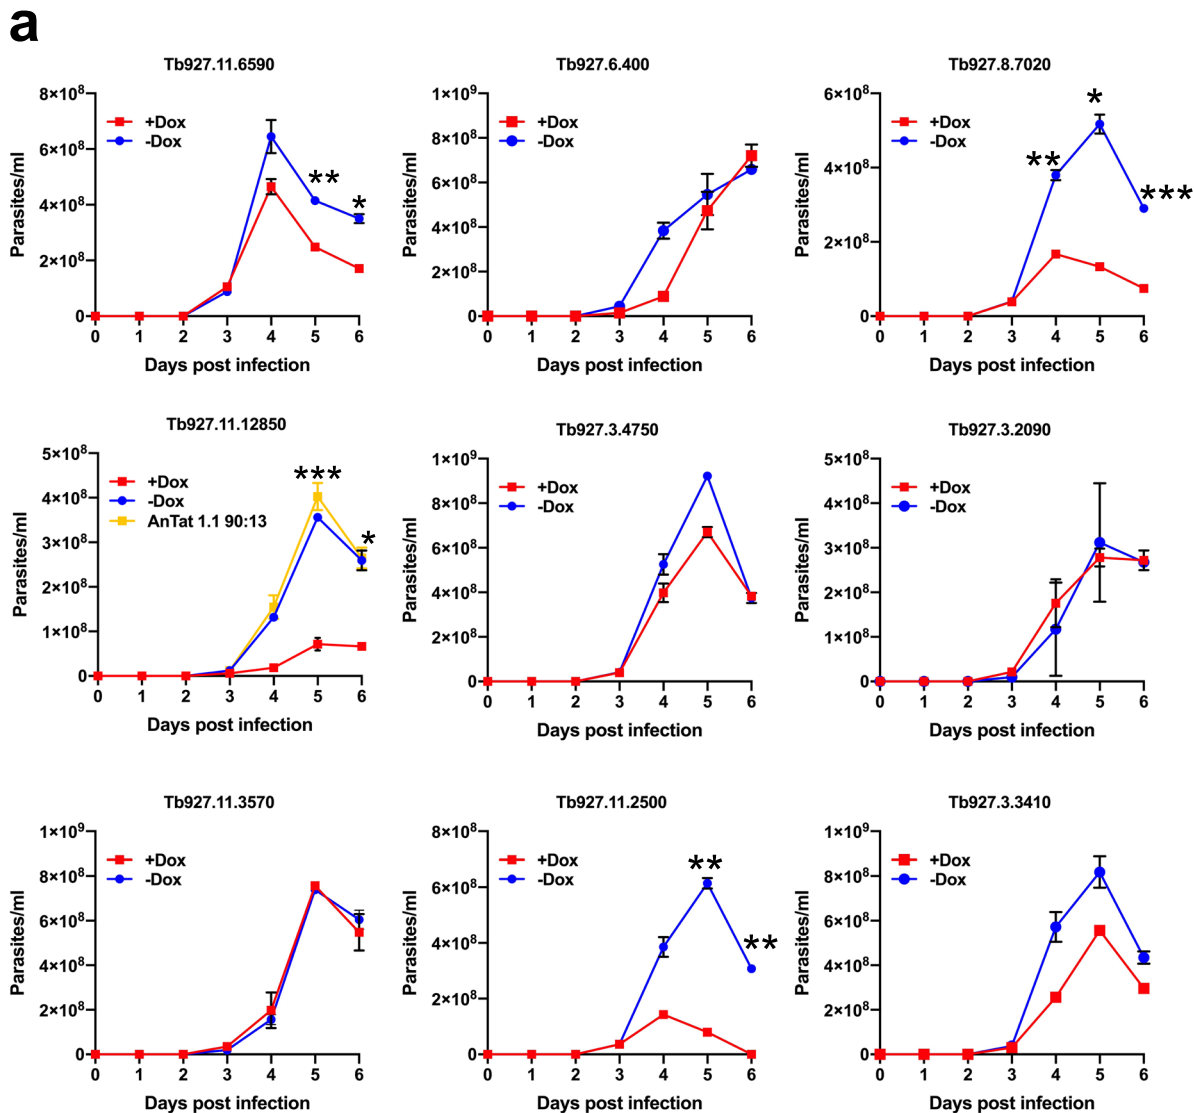 a
Tb927.11.6590
8×10⁸
6×10⁸
4×10⁸
2×10⁸
0
Parasites/ml
+Dox
-Dox
**
*
0 1 2 3 4 5 6
Days post infection
Tb927.6.400
1×10⁹
8×10⁸
6×10⁸
4×10⁸
2×10⁸
0
Parasites/ml
+Dox
-Dox
0 1 2 3 4 5 6
Days post infection
Tb927.8.7020
6×10⁸
4×10⁸
2×10⁸
0
Parasites/ml
+Dox
-Dox
*
**
***
0 1 2 3 4 5 6
Days post infection
Tb927.11.12850
5×10⁸
4×10⁸
3×10⁸
2×10⁸
1×10⁸
0
Parasites/ml
+Dox
-Dox
AnTat 1.1 90:13
***
*
0 1 2 3 4 5 6
Days post infection
Tb927.3.4750
1×10⁹
8×10⁸
6×10⁸
4×10⁸
2×10⁸
0
Parasites/ml
+Dox
-Dox
0 1 2 3 4 5 6
Days post infection
Tb927.3.2090
5×10⁸
4×10⁸
3×10⁸
2×10⁸
1×10⁸
0
Parasites/ml
+Dox
-Dox
0 1 2 3 4 5 6
Days post infection
Tb927.11.3570
1×10⁹
8×10⁸
6×10⁸
4×10⁸
2×10⁸
0
Parasites/ml
+Dox
-Dox
0 1 2 3 4 5 6
Days post infection
Tb927.11.2500
8×10⁸
6×10⁸
4×10⁸
2×10⁸
0
Parasites/ml
+Dox
-Dox
**
**
0 1 2 3 4 5 6
Days post infection
Tb927.3.3410
1×10⁹
8×10⁸
6×10⁸
4×10⁸
2×10⁸
0
Parasites/ml
+Dox
-Dox
0 1 2 3 4 5 6
Days post infection